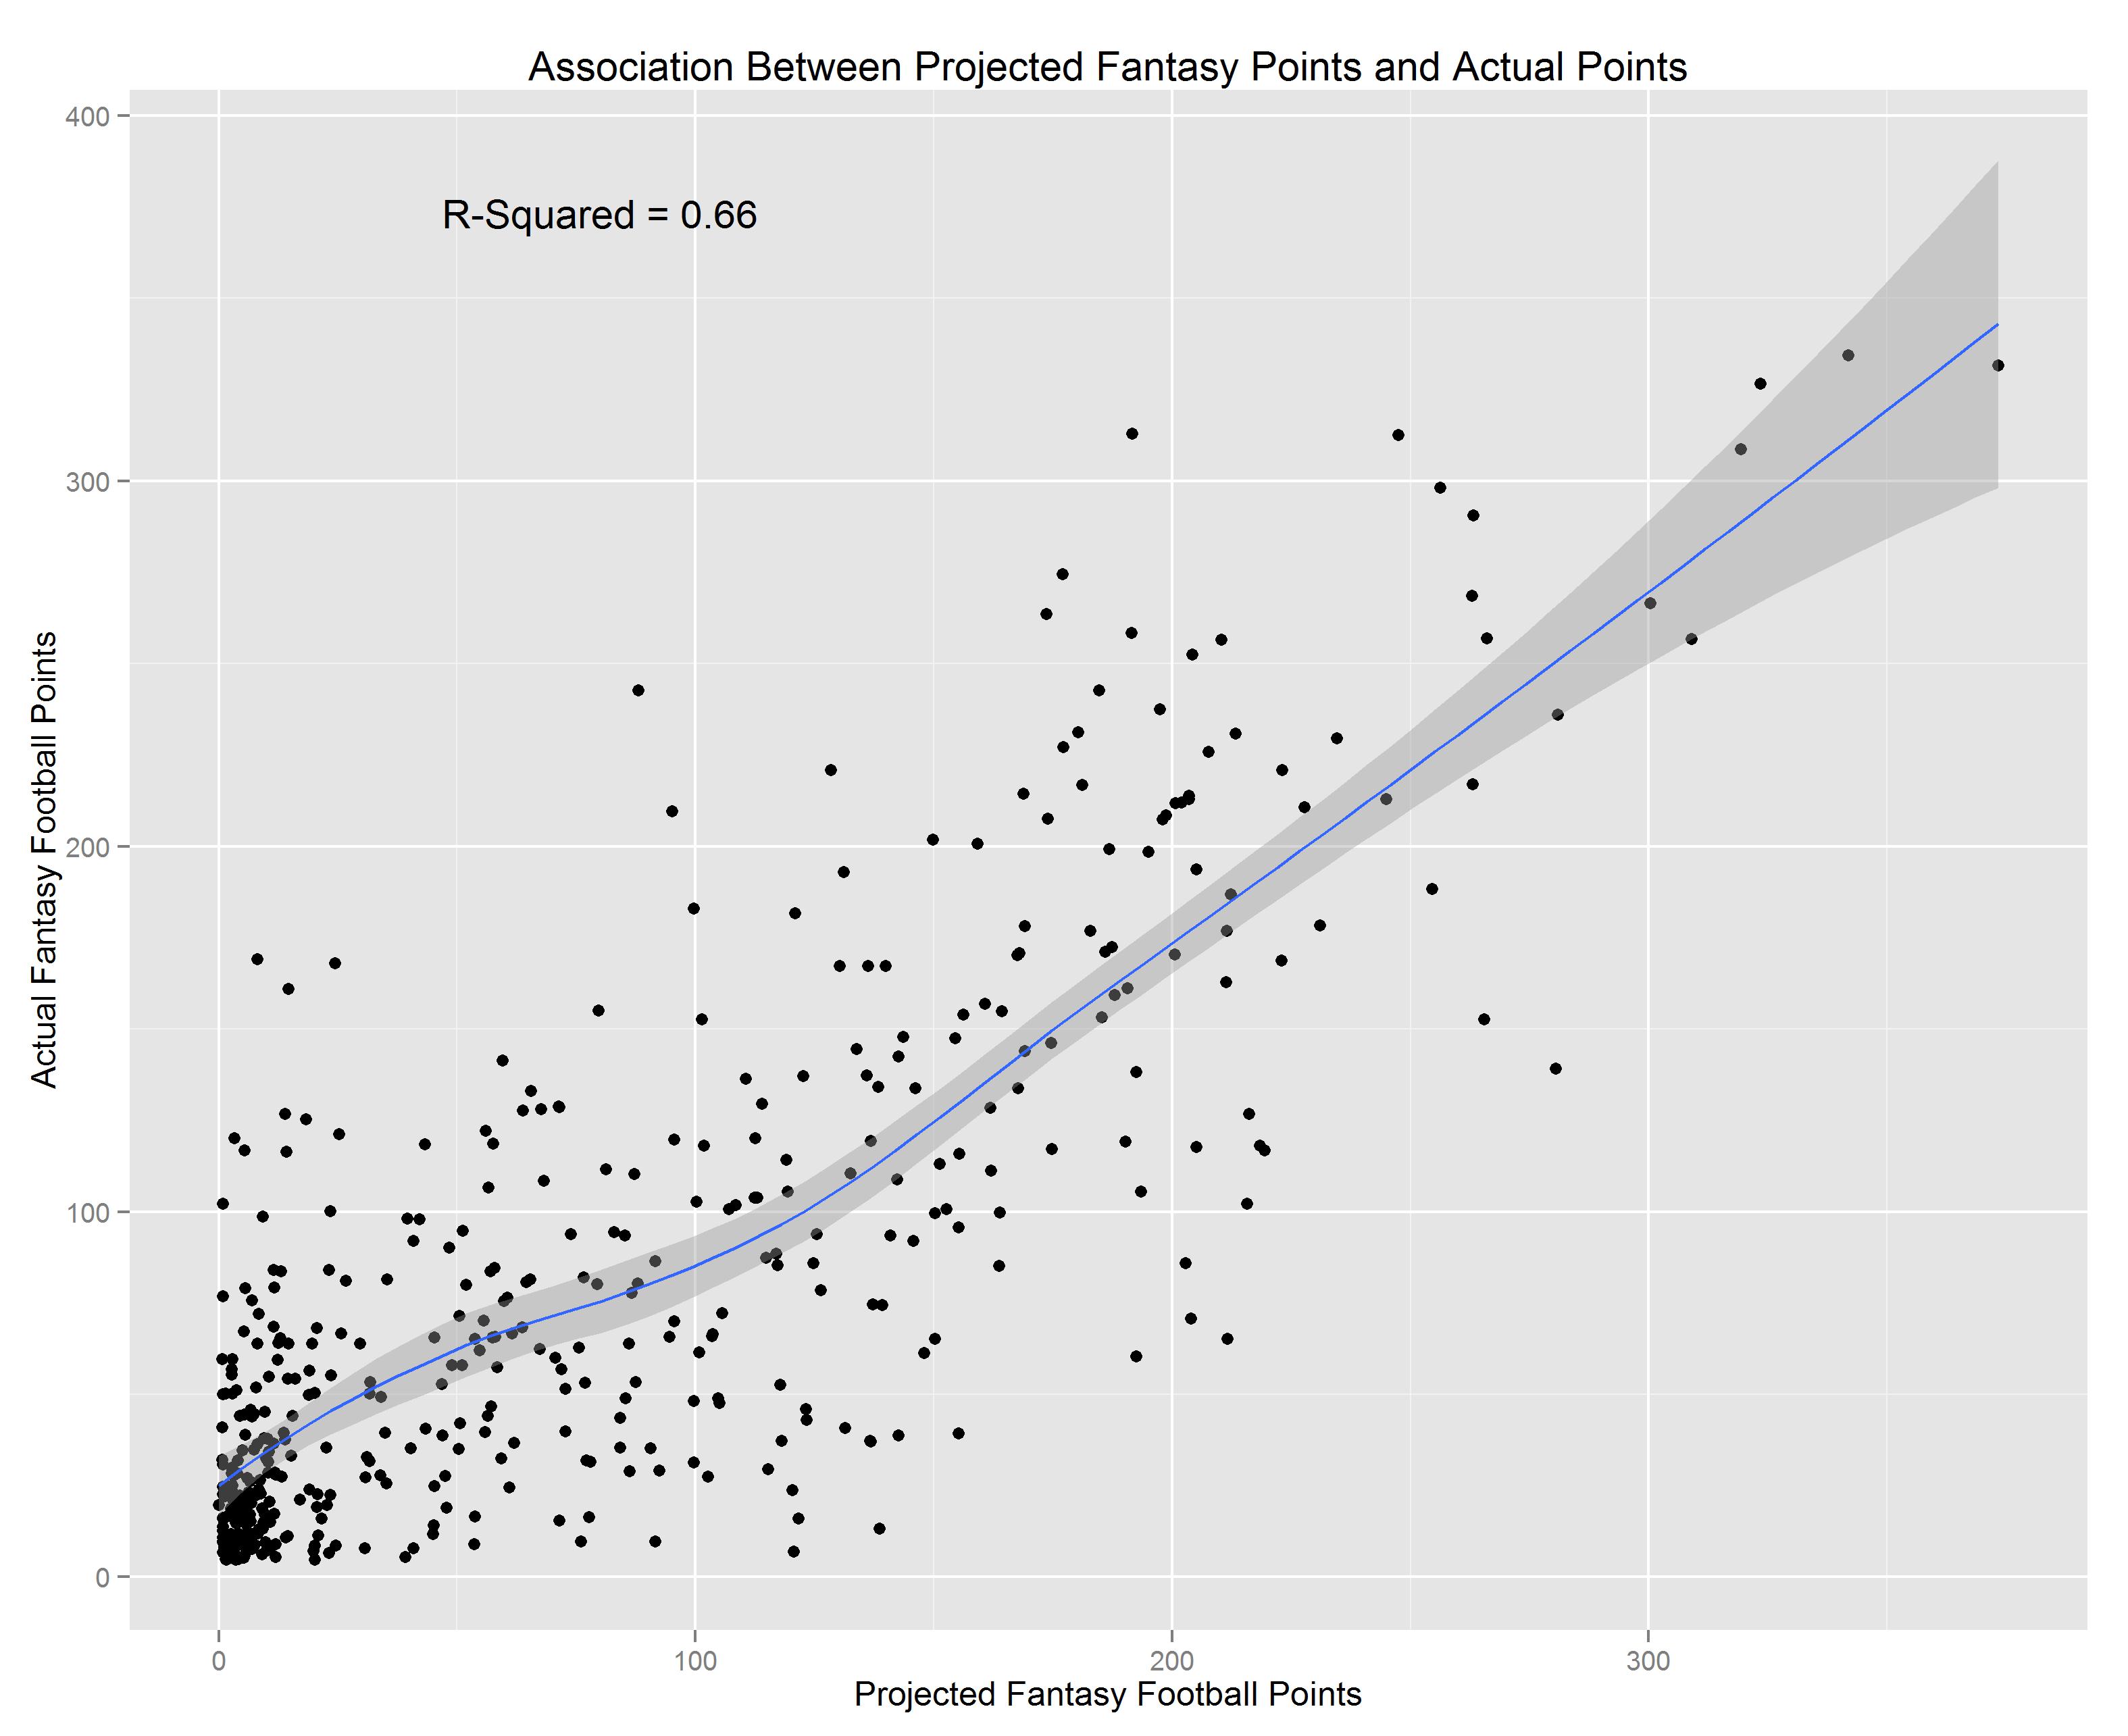 Association Between Projected Fantasy Points and Actual Points
400
R-Squared = 0.66
300
Actual Fantasy Football Points
200
100
0
0 100 200 300
Projected Fantasy Football Points